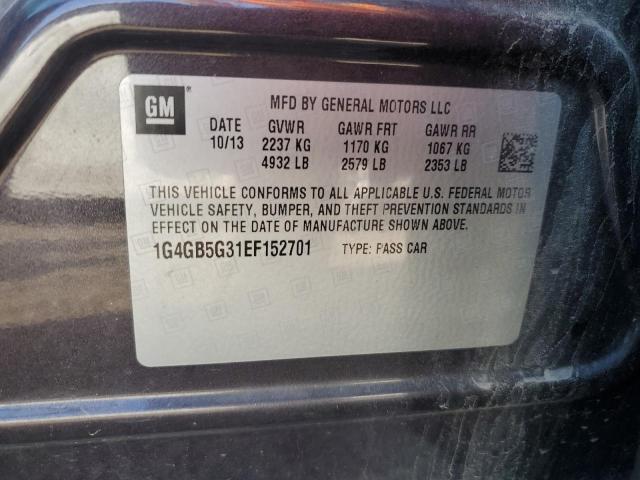 GM
MFD BY GENERAL MOTORS LLC
DATE GVWR GAWR FRT GAWR RR
10/13 2237 KG 1170 KG 1067 KG
4932 LB 2579 LB 2353 LB
THIS VEHICLE CONFORMS TO ALL APPLICABLE U.S. FEDERAL MOTOR
VEHICLE SAFETY, BUMPER, AND THEFT PREVENTION STANDARDS IN
EFFECT ON THE DATE OF MANUFACTURE SHOWN ABOVE.
1G4GB5G31EF152701 TYPE: PASS CAR